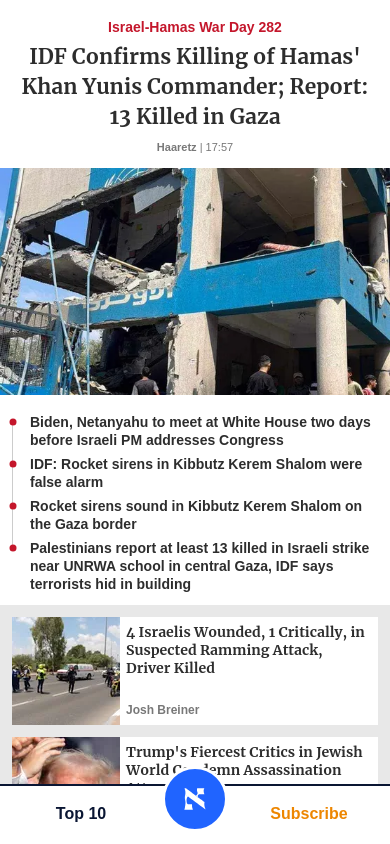 Israel-Hamas War Day 282
IDF Confirms Killing of Hamas'
Khan Yunis Commander; Report:
13 Killed in Gaza
Haaretz | 17:57
Biden, Netanyahu to meet at White House two days
before Israeli PM addresses Congress
IDF: Rocket sirens in Kibbutz Kerem Shalom were
false alarm
Rocket sirens sound in Kibbutz Kerem Shalom on
the Gaza border
Palestinians report at least 13 killed in Israeli strike
near UNRWA school in central Gaza, IDF says
terrorists hid in building
4 Israelis Wounded, 1 Critically, in
Suspected Ramming Attack,
Driver Killed
Josh Breiner
Trump's Fiercest Critics in Jewish
World Assassination
Top 10
Subscribe